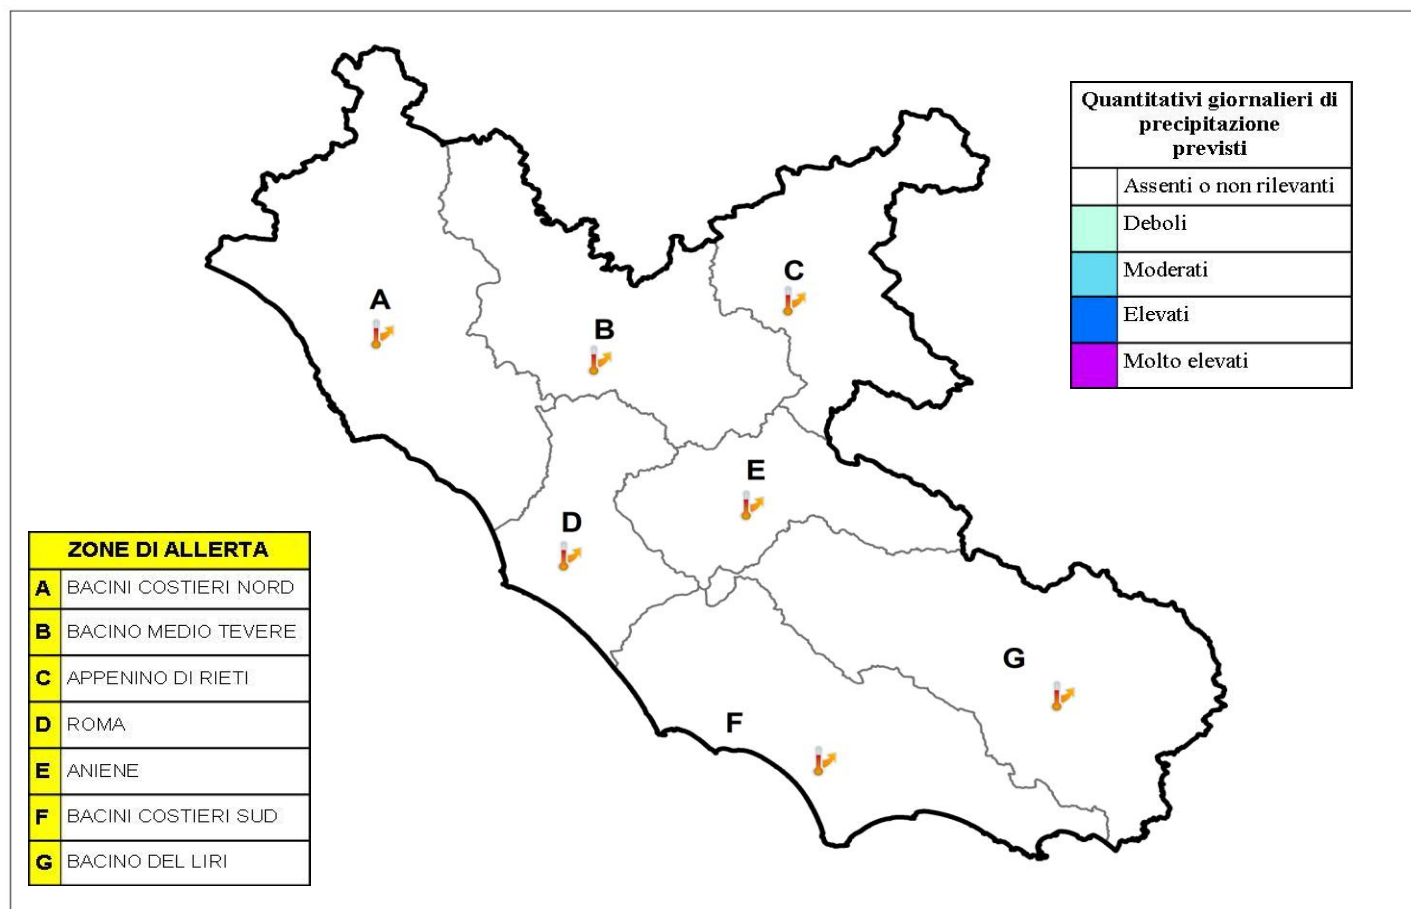 Quantitativi giornalieri di
precipitazione
previsti
Assenti o non rilevanti
Deboli
Moderati
Elevati
Molto elevati
A
B
C
D
E
F
G
ZONE DI ALLERTA
A BACINI COSTIERI NORD
B BACINO MEDIO TEVERE
C APPENINO DI RIETI
D ROMA
E ANIENE
F BACINI COSTIERI SUD
G BACINO DEL LIRI